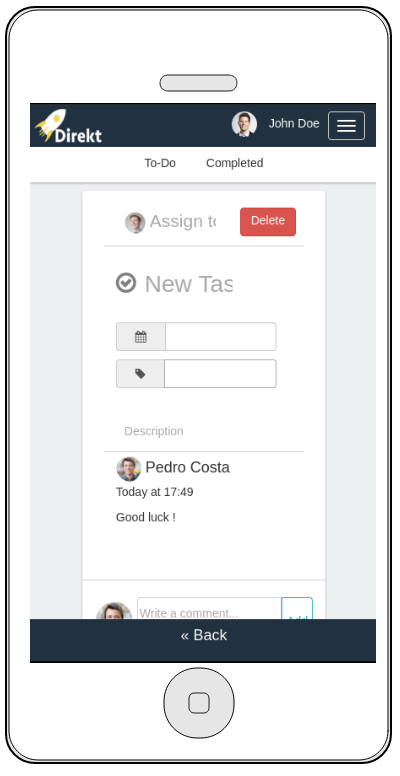 Direkt
John Doe
To-Do Completed
Assign to
Delete
New Tas
Description
Pedro Costa
Today at 17:49
Good luck !
Write a comment...
Add
« Back